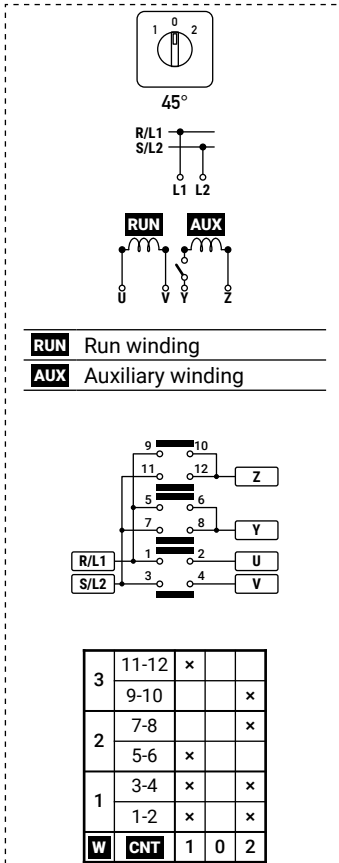 1 0 2
45°
R/L1
S/L2
L1 L2
RUN AUX
U V Y Z
RUN Run winding
AUX Auxiliary winding
9 10
11 12 Z
5 6
7 8 Y
R/L1 1 2 U
S/L2 3 4 V
3 11-12 ×
9-10 ×
2 7-8 ×
5-6 ×
1 3-4 × ×
1-2 × ×
W CNT 1 0 2